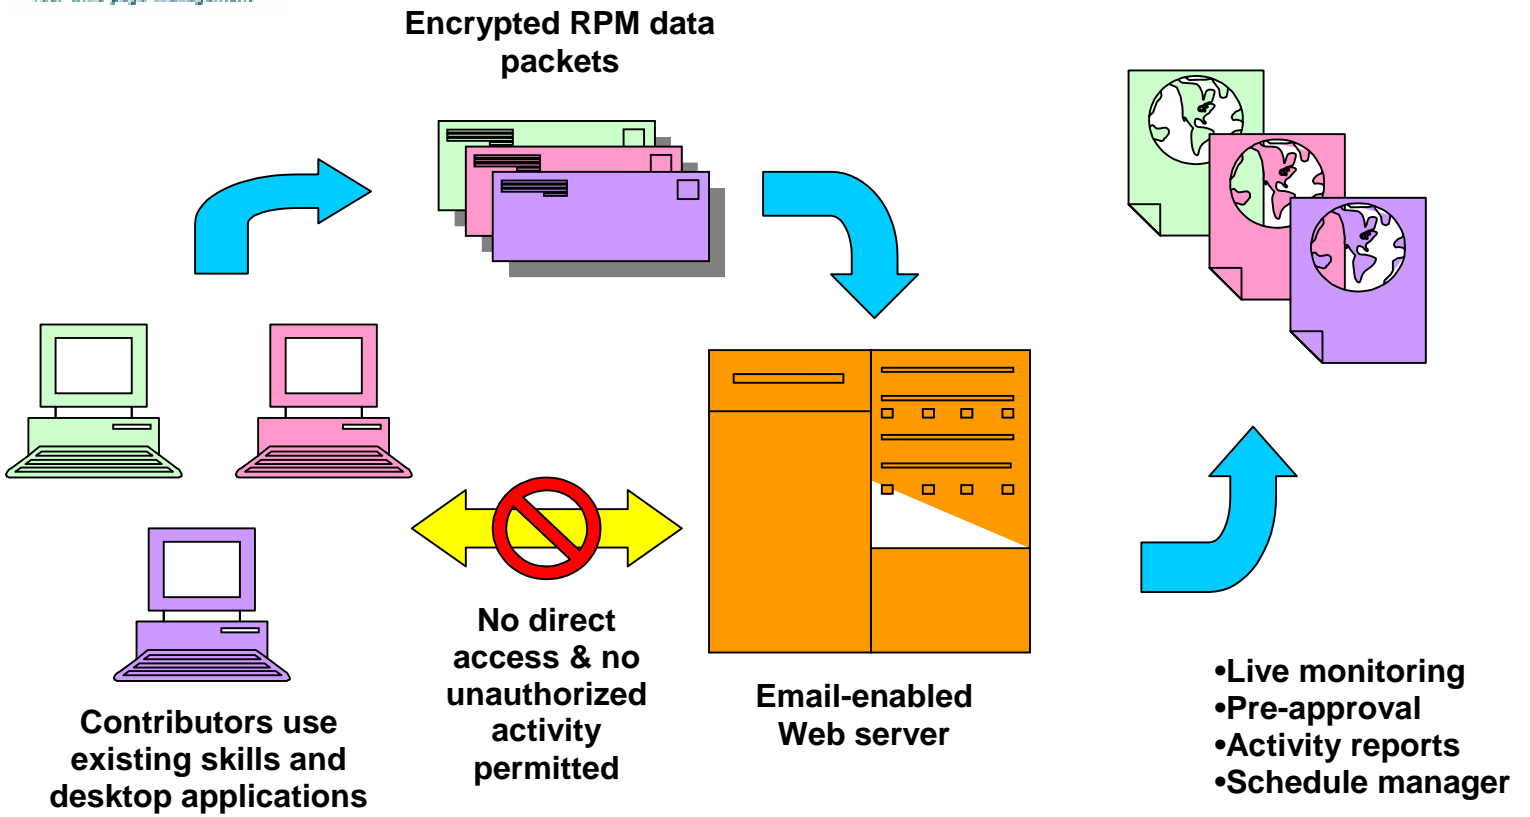 Encrypted RPM data
packets
No direct
access & no
unauthorized
activity
permitted
Email-enabled
Web server
Contributors use
existing skills and
desktop applications
•Live monitoring
•Pre-approval
•Activity reports
•Schedule manager